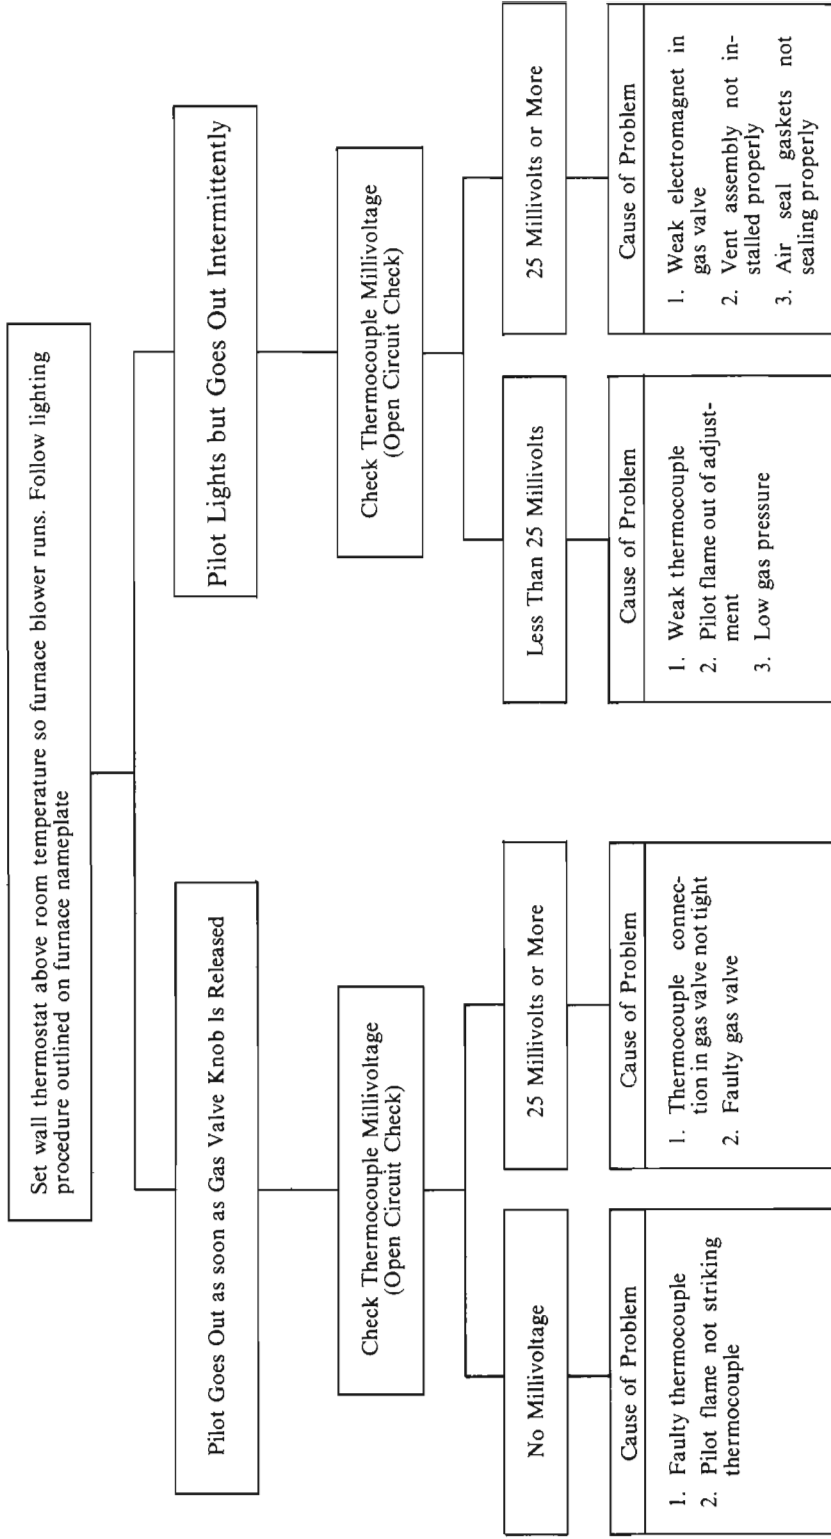 Set wall thermostat above room temperature so furnace blower runs. Follow lighting
procedure outlined on furnace nameplate
Pilot Goes Out as soon as Gas Valve Knob Is Released
Check Thermocouple Millivoltage
(Open Circuit Check)
No Millivoltage
Cause of Problem
1. Faulty thermocouple
2. Pilot flame not striking
thermocouple
25 Millivolts or More
Cause of Problem
1. Thermocouple connec-
tion in gas valve not tight
2. Faulty gas valve
Pilot Lights but Goes Out Intermittently
Check Thermocouple Millivoltage
(Open Circuit Check)
Less Than 25 Millivolts
Cause of Problem
1. Weak thermocouple
2. Pilot flame out of adjust-
ment
3. Low gas pressure
25 Millivolts or More
Cause of Problem
1. Weak electromagnet in
gas valve
2. Vent assembly not in-
stalled properly
3. Air seal gaskets not
sealing properly